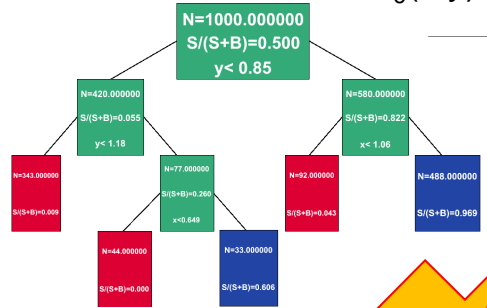 N=1000.000000
S/(S+B)=0.500
y< 0.85
N=420.000000
S/(S+B)=0.055
y< 1.18
N=580.000000
S/(S+B)=0.822
x< 1.06
N=343.000000
S/(S+B)=0.009
N=77.000000
S/(S+B)=0.260
x<0.649
N=92.000000
S/(S+B)=0.043
N=488.000000
S/(S+B)=0.969
N=44.000000
S/(S+B)=0.000
N=33.000000
S/(S+B)=0.606